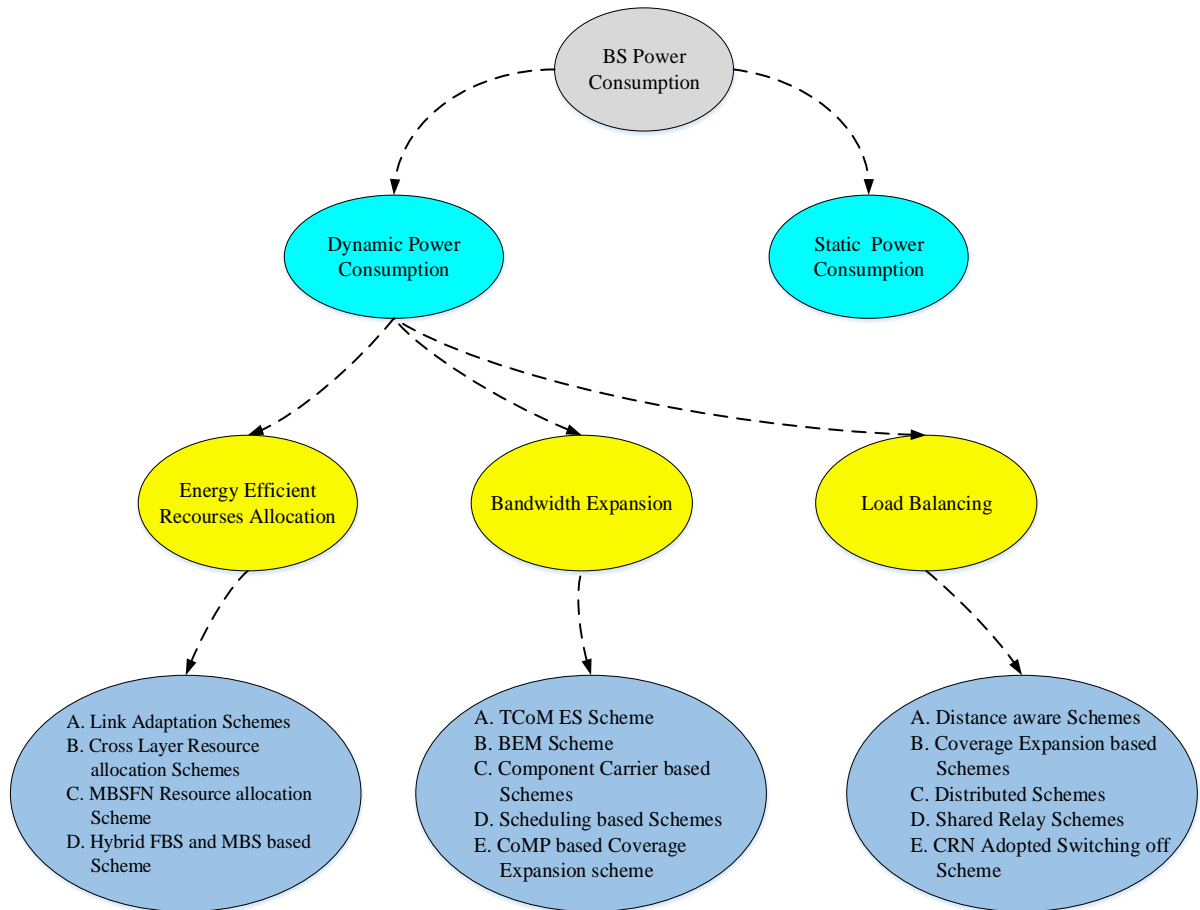 BS Power
Consumption
Dynamic Power
Consumption
Static Power
Consumption
Energy Efficient
Recourses Allocation
Bandwidth Expansion
Load Balancing
A. Link Adaptation Schemes
B. Cross Layer Resource
allocation Schemes
C. MBSFN Resource allocation
Scheme
D. Hybrid FBS and MBS based
Scheme
A. TCoM ES Scheme
B. BEM Scheme
C. Component Carrier based
Schemes
D. Scheduling based Schemes
E. CoMP based Coverage
Expansion scheme
A. Distance aware Schemes
B. Coverage Expansion based
Schemes
C. Distributed Schemes
D. Shared Relay Schemes
E. CRN Adopted Switching off
Scheme